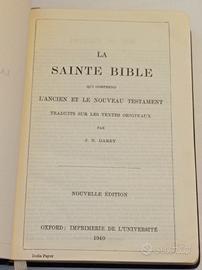 LA
SAINTE BIBLE
QUI COMPREND
L'ANCIEN ET LE NOUVEAU TESTAMENT
TRADUITS SUR LES TEXTES ORIGINAUX
PAR
J. N. DARBY
NOUVELLE ÉDITION
OXFORD: IMPRIMERIE DE L'UNIVERSITÉ
1940
India Paper
subito